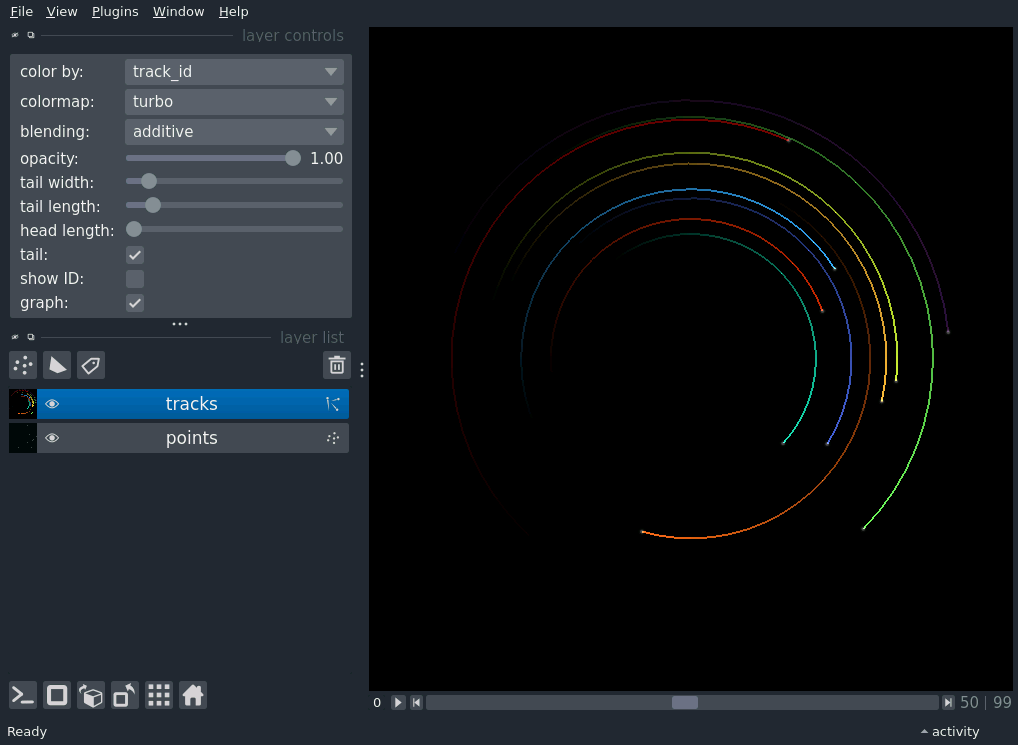 File View Plugins Window Help
layer controls
color by: track_id
colormap: turbo
blending: additive
opacity: 1.00
tail width:
tail length:
head length:
tail:
show ID:
graph:
layer list
tracks
points
0 50 | 99
Ready activity